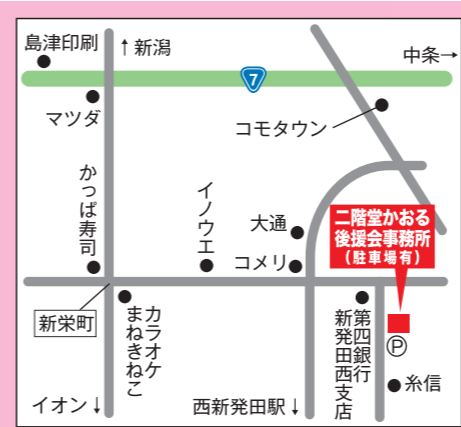 島津印刷
↑新潟
中条→
7
マツダ
コモタウン
かっぱ寿司
イノウエ
大通
コメリ
二階堂かおる
後援会事務所
(駐車場有)
新栄町
カラオケ
まねきねこ
第四銀行
新発田西支店
P
糸信
イオン↓
西新発田駅↓